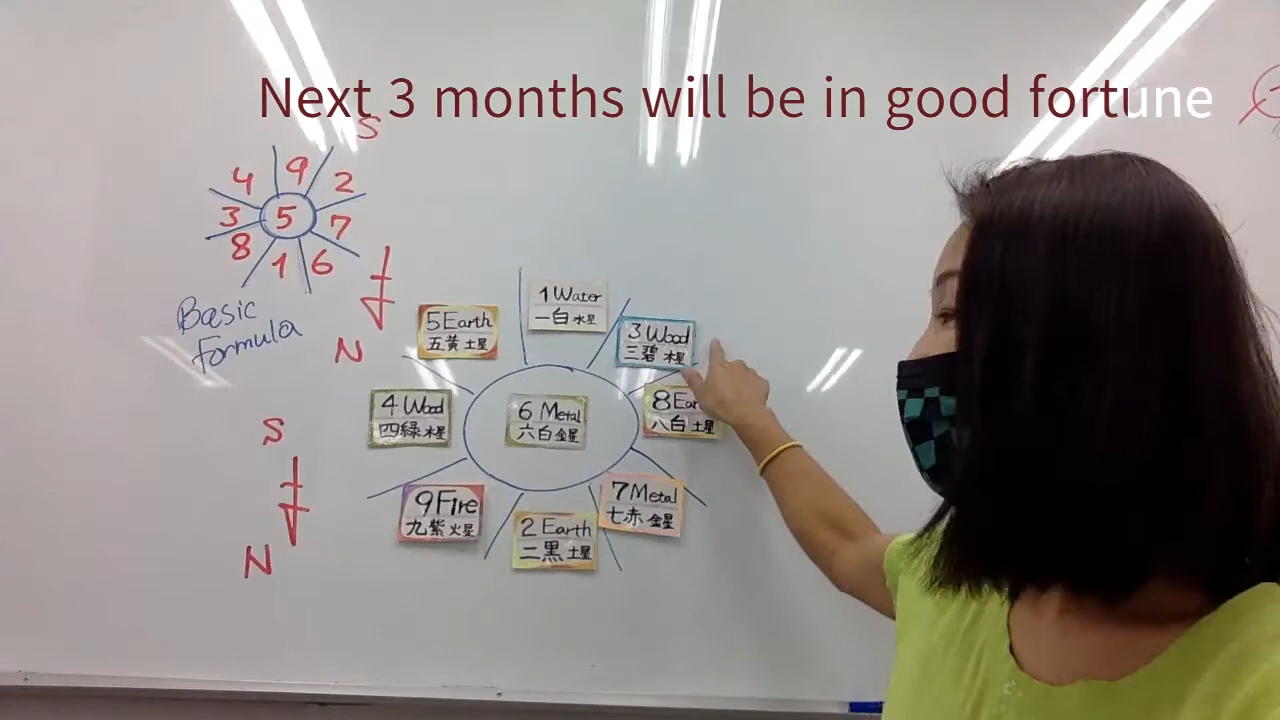 Next 3 months will be in good fortune
S
4 9 2
3 5 7
8 1 6
Basic
formula
N
S
N
1 Water
一白 水星
5 Earth
五黄 土星
3 Wood
三碧 木星
4 Wood
四緑 木星
6 Metal
六白 金星
8 Ear
八白 土星
9 Fire
九紫 火星
7 Metal
七赤 金星
2 Earth
二黒 土星